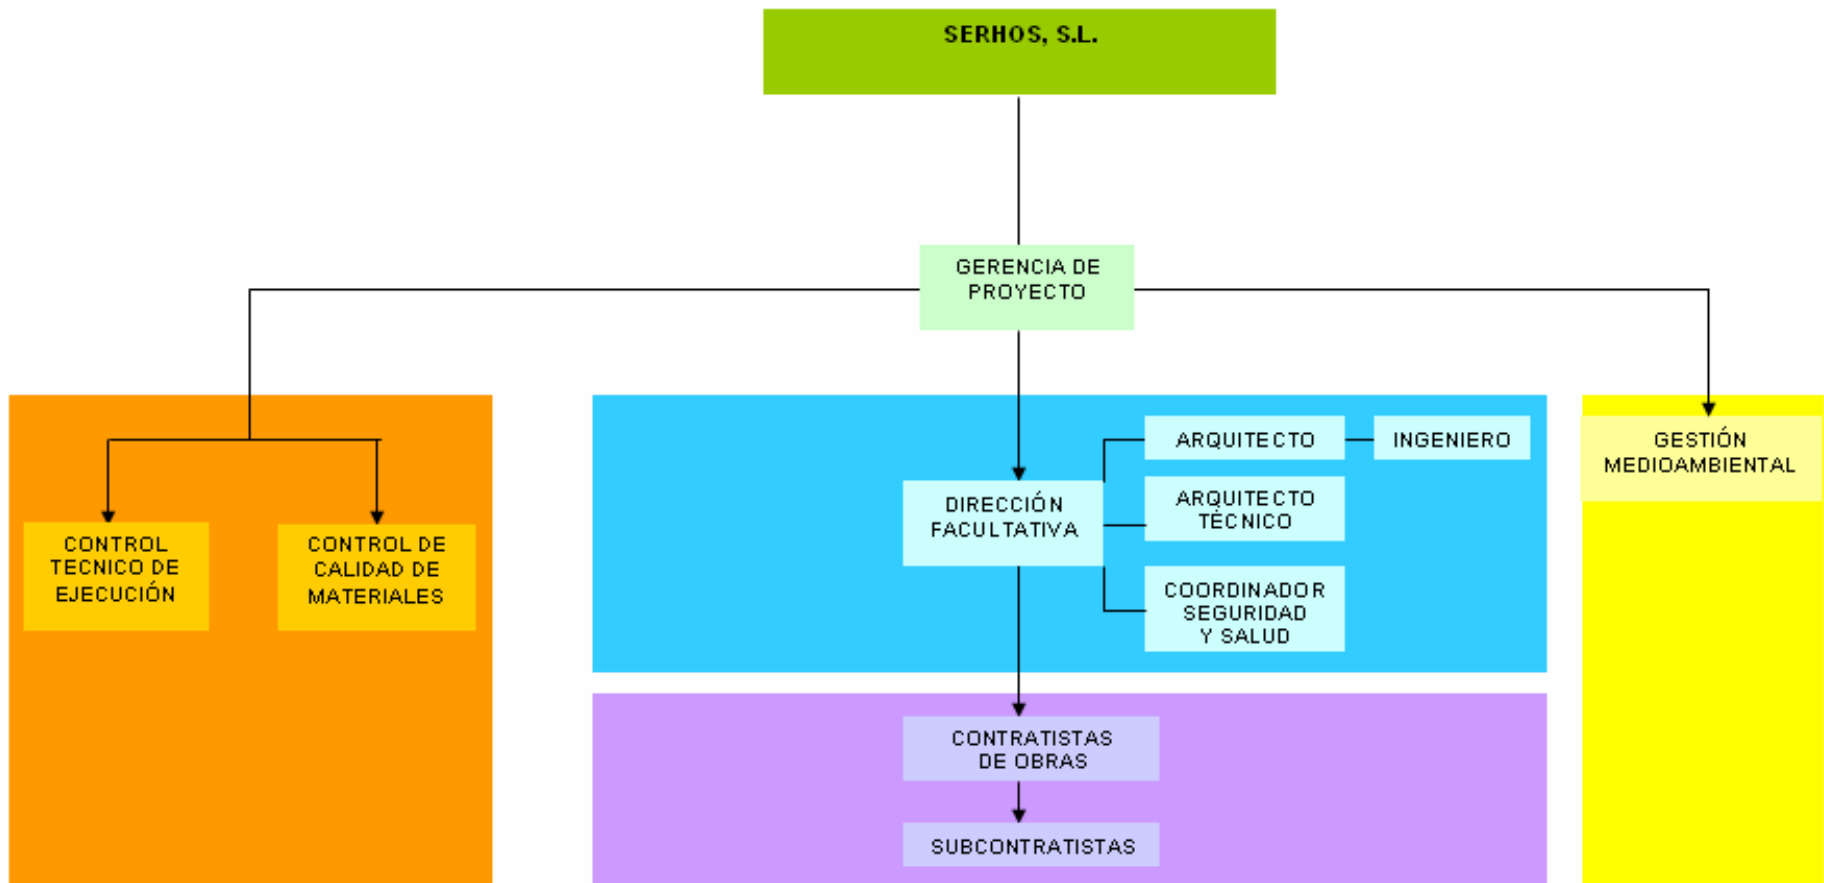 SERHOS, S.L.
GERENCIA DE
PROYECTO
ARQUITECTO
INGENIERO
GESTIÓN
MEDIOAMBIENTAL
DIRECCIÓN
FACULTATIVA
ARQUITECTO
TÉCNICO
CONTROL
TECNICO DE
EJECUCIÓN
CONTROL DE
CALIDAD DE
MATERIALES
COORDINADOR
SEGURIDAD
Y SALUD
CONTRATISTAS
DE OBRAS
SUBCONTRATISTAS